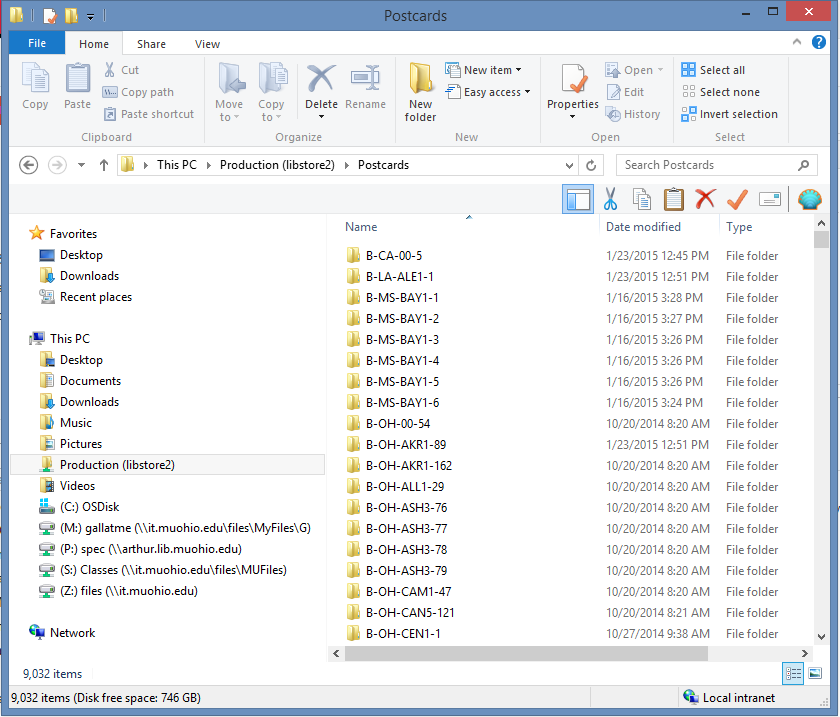 Postcards
File Home Share View
Copy Paste Cut Copy path Paste shortcut
Clipboard
Move to Copy to Delete Rename
Organize
New folder New item Easy access
New
Properties Open Edit History
Open
Select all Select none Invert selection
Select
This PC Production (libstore2) Postcards
Search Postcards
Name Date modified Type
Favorites
Desktop
Downloads
Recent places
This PC
Desktop
Documents
Downloads
Music
Pictures
Production (libstore2)
Videos
(C:) OSDisk
(M:) gallatme (\\it.muohio.edu\files\MyFiles\G)
(P:) spec (\\arthur.lib.muohio.edu)
(S:) Classes (\\it.muohio.edu\files\MUFiles)
(Z:) files (\\it.muohio.edu)
Network
B-CA-00-5 1/23/2015 12:45 PM File folder
B-LA-ALE1-1 1/23/2015 12:51 PM File folder
B-MS-BAY1-1 1/16/2015 3:28 PM File folder
B-MS-BAY1-2 1/16/2015 3:27 PM File folder
B-MS-BAY1-3 1/16/2015 3:26 PM File folder
B-MS-BAY1-4 1/16/2015 3:26 PM File folder
B-MS-BAY1-5 1/16/2015 3:26 PM File folder
B-MS-BAY1-6 1/16/2015 3:24 PM File folder
B-OH-00-54 10/20/2014 8:20 AM File folder
B-OH-AKR1-89 1/23/2015 12:51 PM File folder
B-OH-AKR1-162 10/20/2014 8:20 AM File folder
B-OH-ALL1-29 10/20/2014 8:20 AM File folder
B-OH-ASH3-76 10/20/2014 8:20 AM File folder
B-OH-ASH3-77 10/20/2014 8:20 AM File folder
B-OH-ASH3-78 10/20/2014 8:20 AM File folder
B-OH-ASH3-79 10/20/2014 8:20 AM File folder
B-OH-CAM1-47 10/20/2014 8:20 AM File folder
B-OH-CAN5-121 10/20/2014 8:21 AM File folder
B-OH-CEN1-1 10/27/2014 9:38 AM File folder
9,032 items
9,032 items (Disk free space: 746 GB) Local intranet